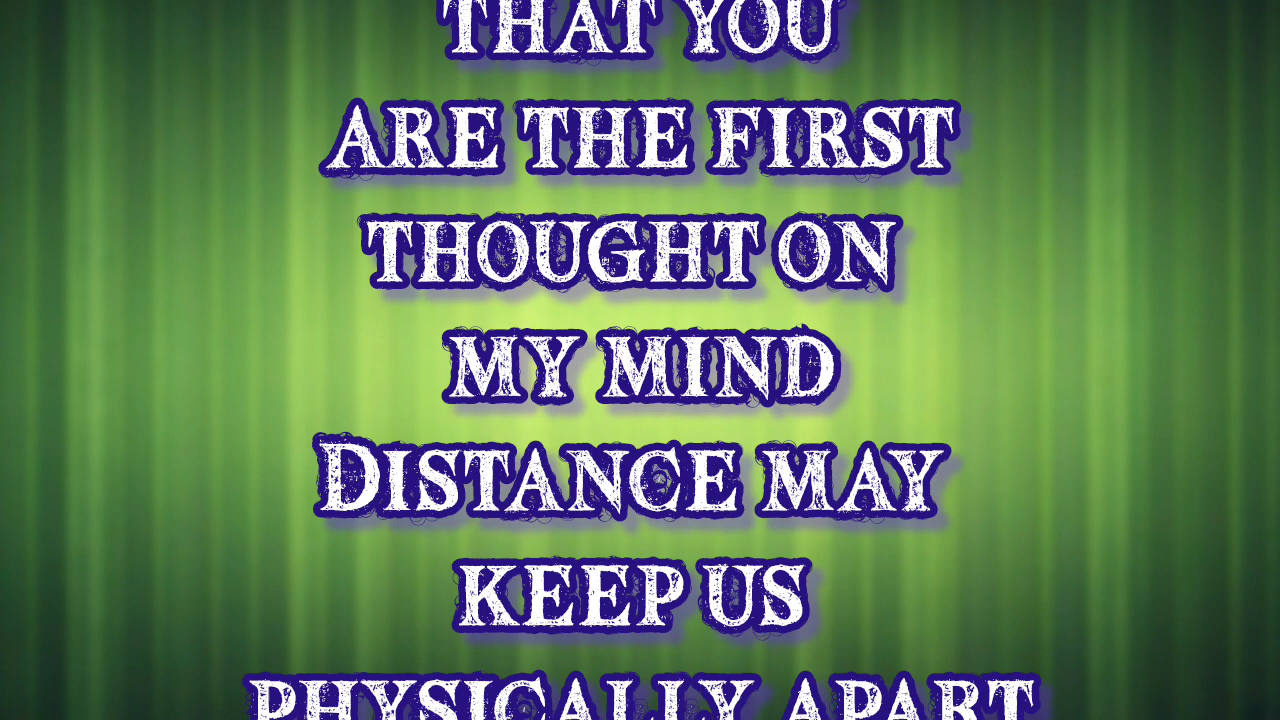 THAT YOU
ARE THE FIRST
THOUGHT ON
MY MIND
DISTANCE MAY
KEEP US
PHYSICALLY APART